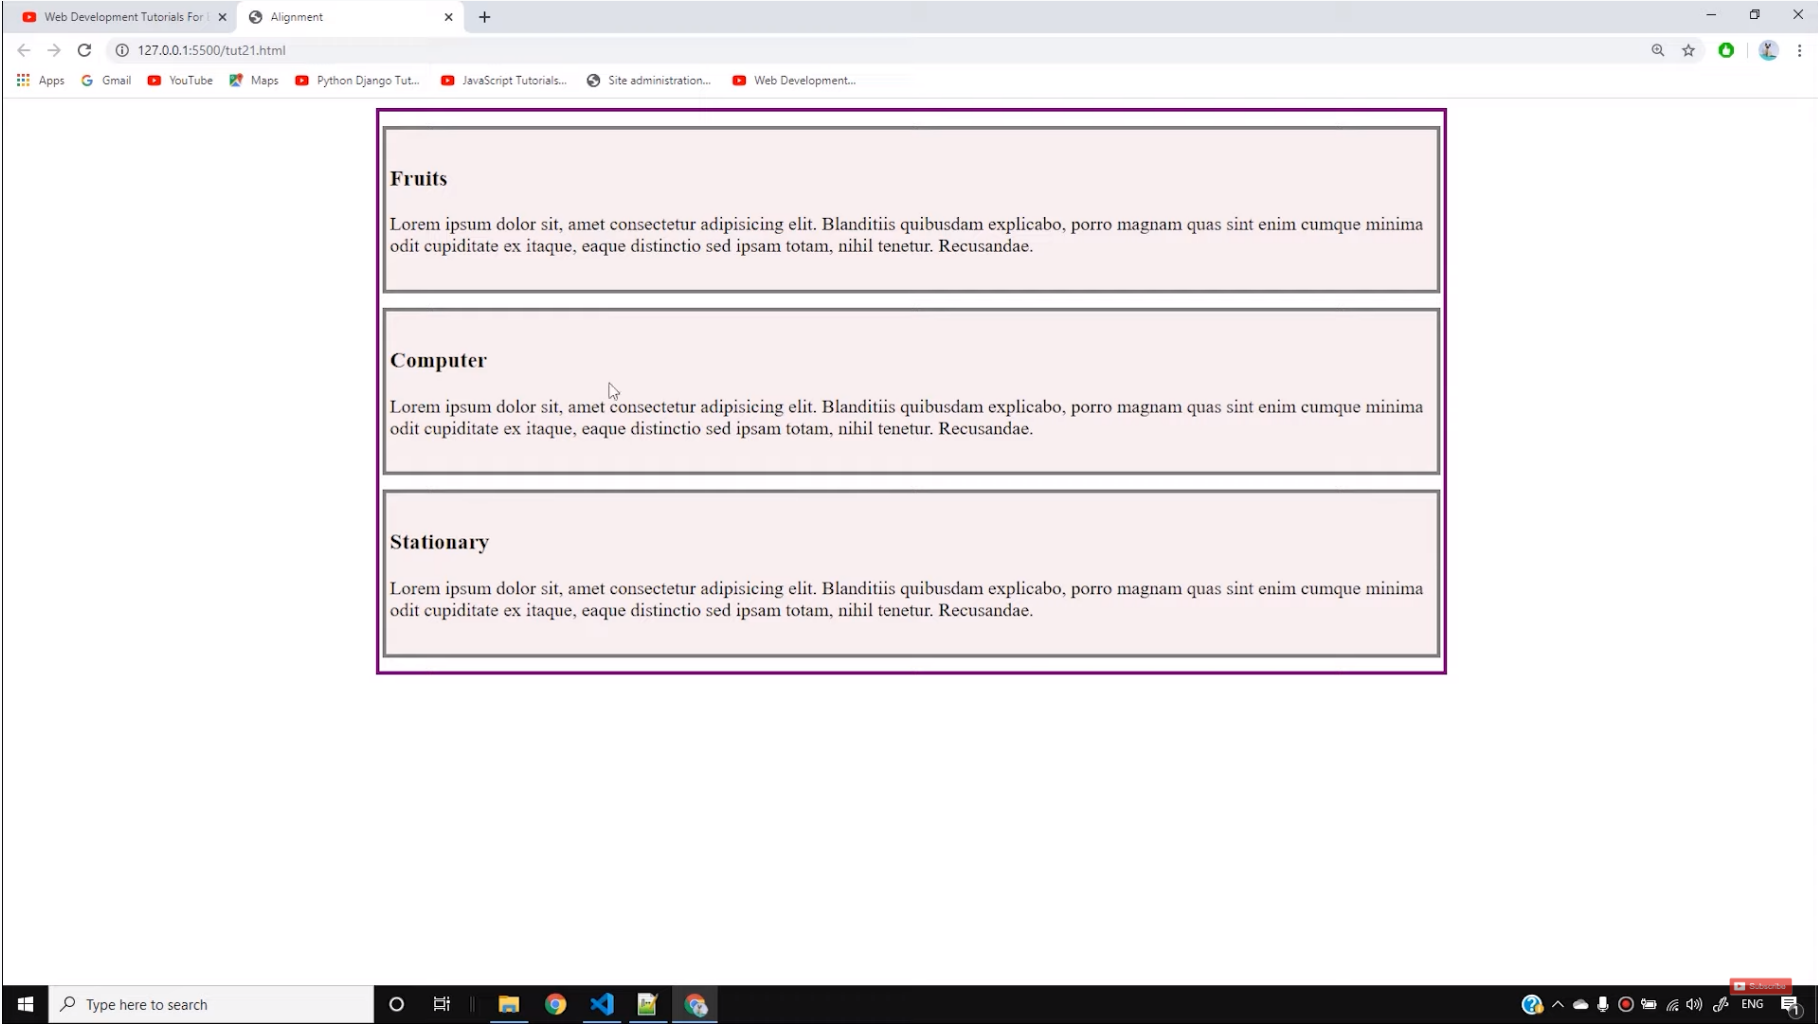 Web Development Tutorials For
Alignment
127.0.0.1:5500/tut21.html
Apps
Gmail
YouTube
Maps
Python Django Tut...
JavaScript Tutorials...
Site administration...
Web Development...
Fruits
Lorem ipsum dolor sit, amet consectetur adipisicing elit. Blanditiis quibusdam explicabo, porro magnam quas sint enim cumque minima
odit cupiditate ex itaque, eaque distinctio sed ipsam totam, nihil tenetur. Recusandae.
Computer
Lorem ipsum dolor sit, amet consectetur adipisicing elit. Blanditiis quibusdam explicabo, porro magnam quas sint enim cumque minima
odit cupiditate ex itaque, eaque distinctio sed ipsam totam, nihil tenetur. Recusandae.
Stationary
Lorem ipsum dolor sit, amet consectetur adipisicing elit. Blanditiis quibusdam explicabo, porro magnam quas sint enim cumque minima
odit cupiditate ex itaque, eaque distinctio sed ipsam totam, nihil tenetur. Recusandae.
Subscribe
Type here to search
ENG
1